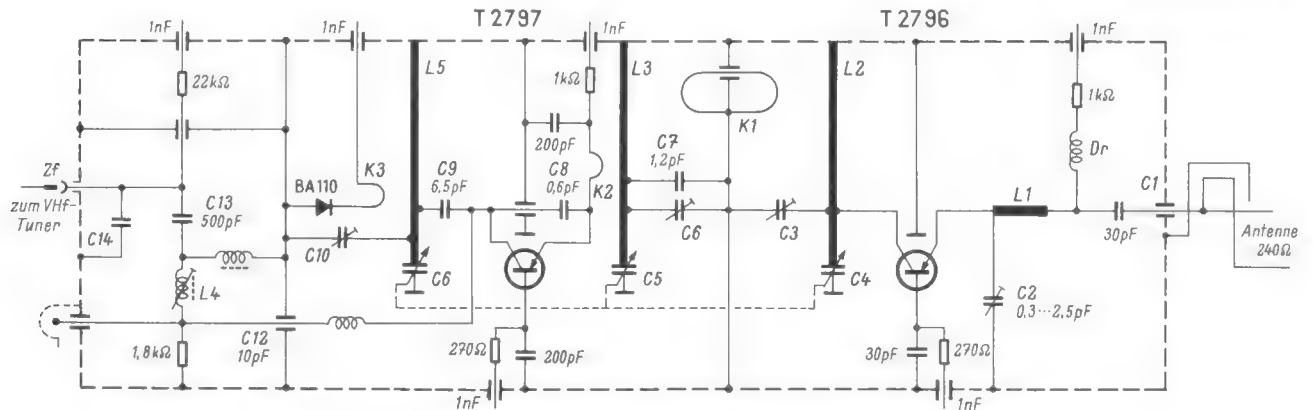 T2797
T2796
1nF
1nF
1nF
1nF
22kΩ
L5
1kΩ
L3
K1
L2
1kΩ
Dr
Zf
zum VHf-
Tuner
C14
C13
500pF
BA110
K3
C9
6,5pF
200pF
C8
0,6pF
K2
C7
1,2pF
C10
C6
C6
C3
C5
C4
L1
30pF
C1
Antenne
240Ω
L4
C2
0,3...2,5pF
1,8kΩ
C12
10pF
270Ω
200pF
30pF
270Ω
1nF
1nF